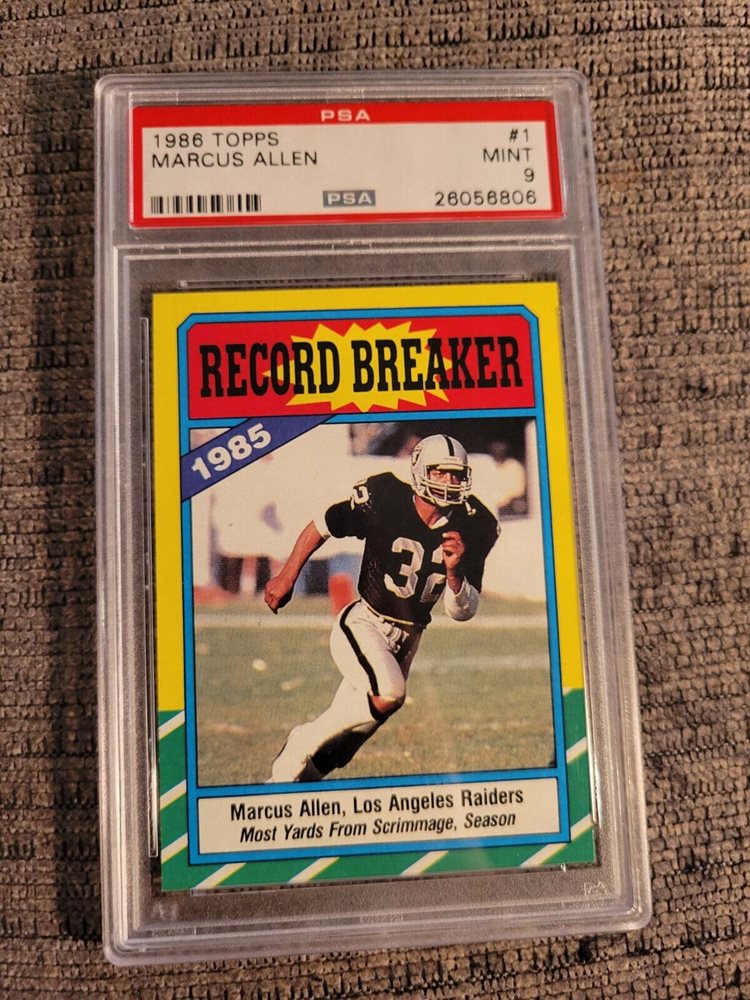 PSA
1986 TOPPS #1
MARCUS ALLEN MINT
9
PSA 26056806
RECORD BREAKER
1985
32
Marcus Allen, Los Angeles Raiders
Most Yards From Scrimmage, Season